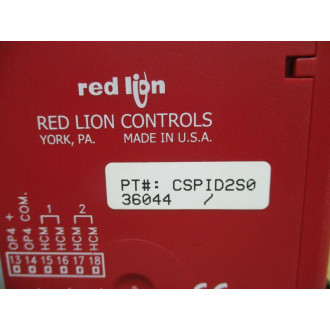 red lion
RED LION CONTROLS
YORK, PA. MADE IN U.S.A.
PT#: CSPID2S0
36044 /
OP4 +
OP4 COM.
HCM 1
HCM
HCM 2
HCM
13 14 15 16 17 18
CE